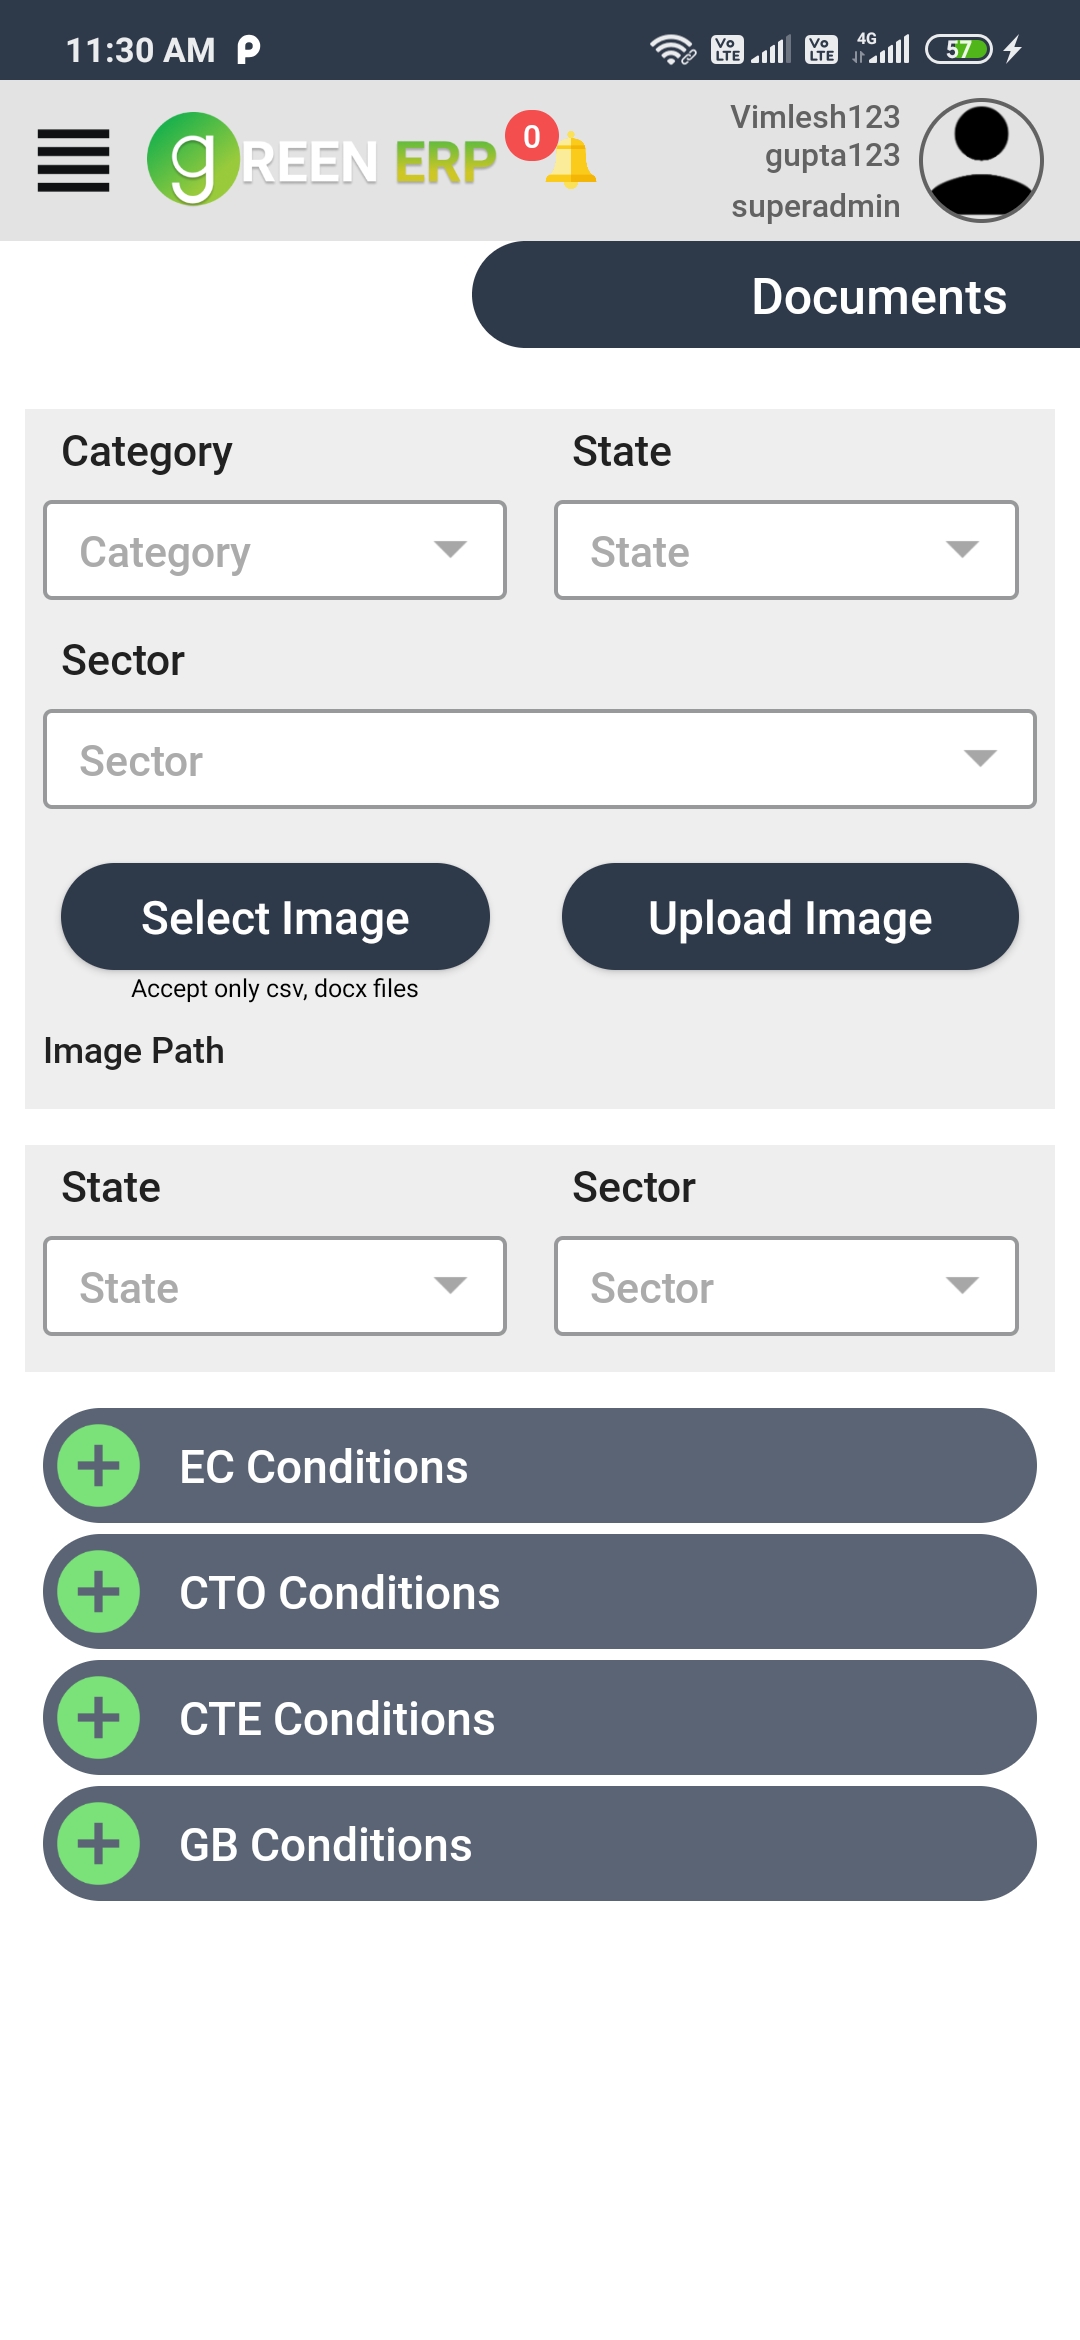 11:30 AM
Vo LTE Vo LTE 4G 57
gREEN ERP 0
Vimlesh123
gupta123
superadmin
Documents
Category State
Category State
Sector
Sector
Select Image Upload Image
Accept only csv, docx files
Image Path
State Sector
State Sector
EC Conditions
CTO Conditions
CTE Conditions
GB Conditions